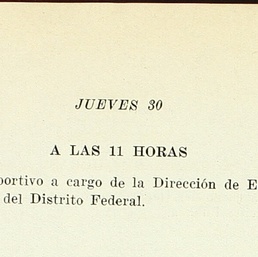 JUEVES 30
A LAS 11 HORAS
portivo a cargo de la Dirección de E
del Distrito Federal.